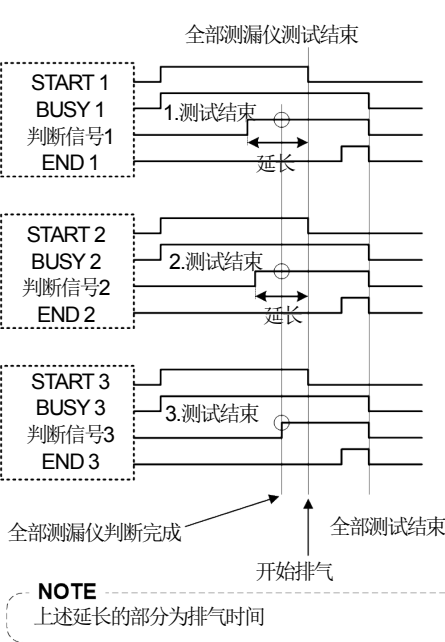 全部测漏仪测试结束
START 1
BUSY 1
判断信号1
END 1
1.测试结束
延长
START 2
BUSY 2
判断信号2
END 2
2.测试结束
延长
START 3
BUSY 3
判断信号3
END 3
3.测试结束
全部测漏仪判断完成
全部测试结束
开始排气
NOTE
上述延长的部分为排气时间